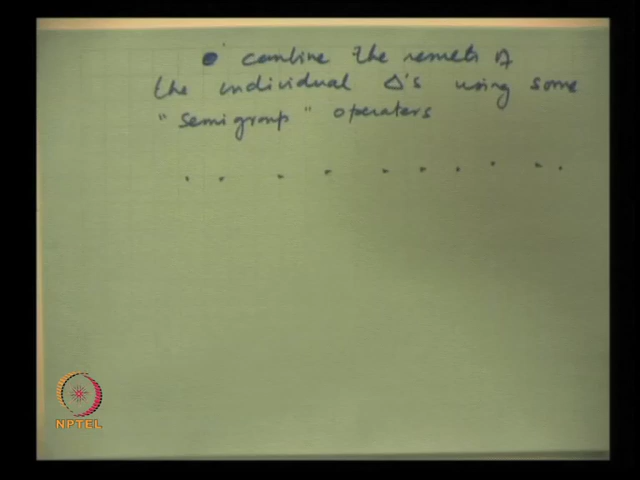 • combine the results of
the individual Δ's using some
"semigroup" operators
NPTEL